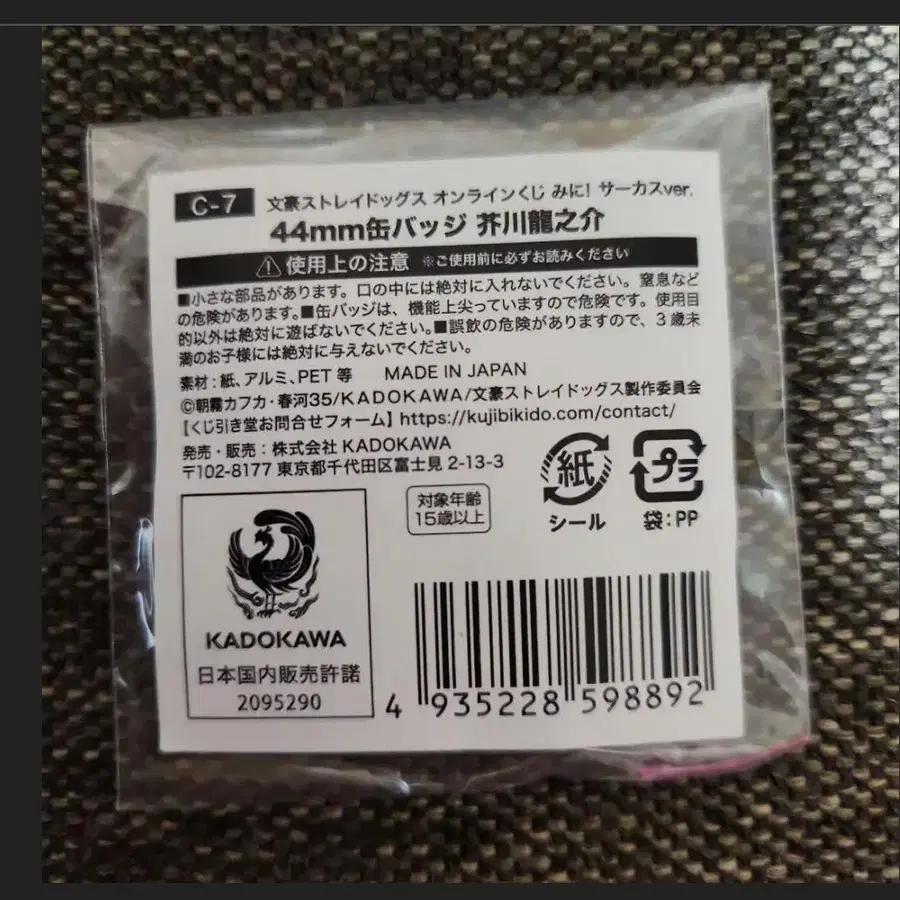 C-7 文豪ストレイドッグス オンラインくじ みに! サーカスver.
44mm缶バッジ 芥川龍之介
⚠使用上の注意 ※ご使用前に必ずお読みください
■小さな部品があります。口の中には絶対に入れないでください。窒息など
の危険があります。■缶バッジは、機能上尖っていますので危険です。使用目
的以外は絶対に遊ばないでください。■誤飲の危険がありますので、3歳未
満のお子様には絶対に与えないでください。
素材:紙、アルミ、PET 等 MADE IN JAPAN
©朝霧カフカ・春河35/KADOKAWA/文豪ストレイドッグス製作委員会
【くじ引き堂お問合せフォーム】https://kujibikido.com/contact/
発売・販売:株式会社 KADOKAWA
〒102-8177 東京都千代田区富士見 2-13-3
対象年齢
15歳以上
紙
シール
プラ
袋:PP
KADOKAWA
日本国内販売許諾
2095290
4 935228 598892